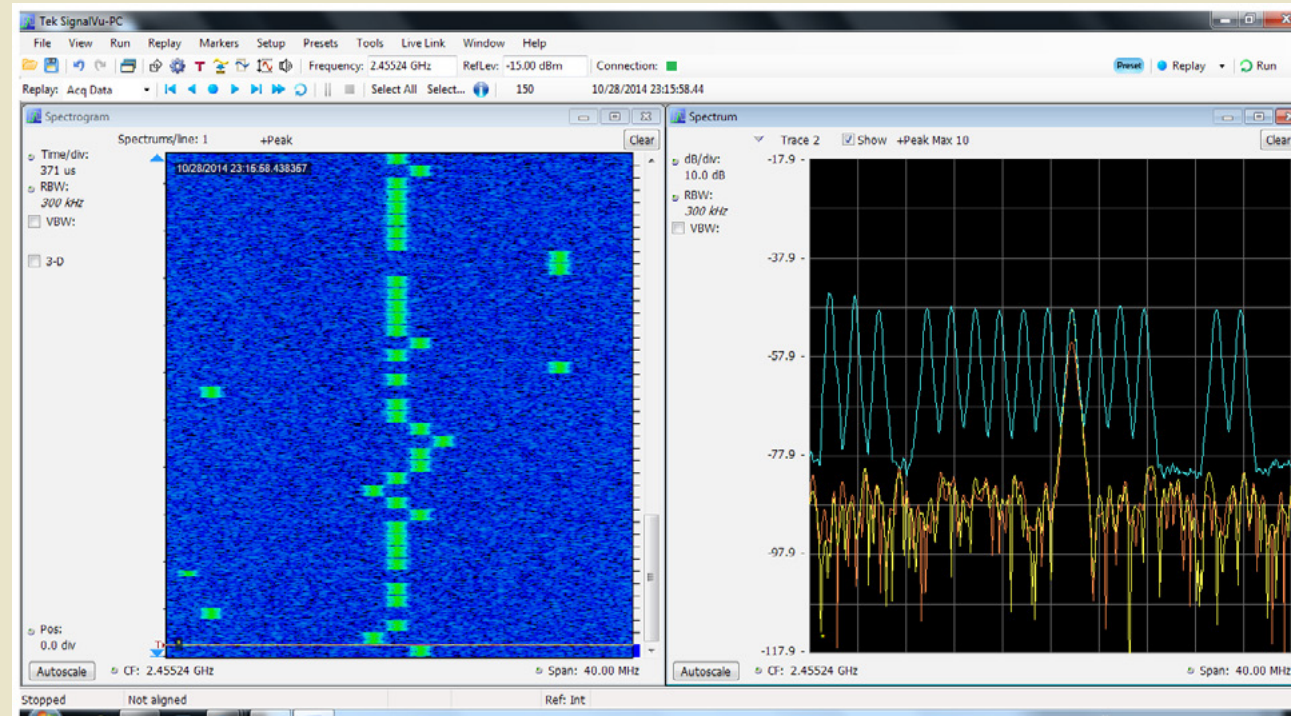 Tek SignalVu-PC
File View Run Replay Markers Setup Presets Tools Live Link Window Help
T Frequency: 2.45524 GHz RefLev: -15.00 dBm Connection: Preset Replay Run
Replay: Acq Data Select All Select... 150 10/28/2014 23:15:58.44
Spectrogram
Spectrums/line: 1 +Peak Clear
Time/div:
371 us
RBW:
300 kHz
VBW:
3-D
10/28/2014 23:15:58.438357
Pos:
0.0 div
Autoscale CF: 2.45524 GHz Span: 40.00 MHz
Spectrum
Trace 2 Show +Peak Max 10 Clear
dB/div:
10.0 dB
RBW:
300 kHz
VBW:
-17.9
-37.9
-57.9
-77.9
-97.9
-117.9
Autoscale CF: 2.45524 GHz Span: 40.00 MHz
Stopped Not aligned Ref: Int